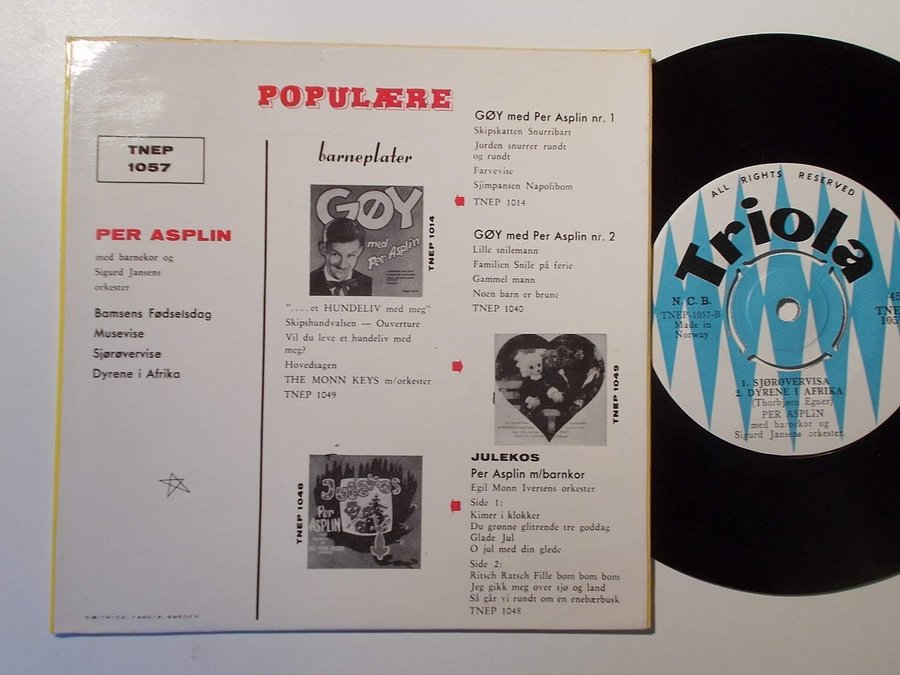 POPULÆRE
TNEP
1057
PER ASPLIN
med barnekor og
Sigurd Jansens
orkester
Bamsens Fødselsdag
Musevise
Sjørøvervise
Dyrene i Afrika
barneplater
GØY
med
Per Asplin
TNEP 1014
"....et HUNDELIV med meg"
Skipshundvalsen — Ouverture
Vil du leve et hundeliv med
meg?
Hovedsagen
THE MONN KEYS m/orkester
TNEP 1049
TNEP 1048
Julekos
Per
ASPLIN
GØY med Per Asplin nr. 1
Skipskatten Snurribart
Jorden snurrer rundt
og rundt
Farvevise
Sjimpansen Napolibom
TNEP 1014
GØY med Per Asplin nr. 2
Lille snilemann
Familien Snile på ferie
Gammel mann
Noen barn er brune
TNEP 1040
TNEP 1049
JULEKOS
Per Asplin m/barnkor
Egil Monn Iversens orkester
Side 1:
Kimer i klokker
Du grønne glitrende tre goddag
Glade Jul
O jul med din glede
Side 2:
Ritsch Ratsch Fille bom bom bom
Jeg gikk meg over sjø og land
Så går vi rundt om en enebærbusk
TNEP 1048
ALL RIGHTS RESERVED
Triola
N.C.B.
TNEP-1057-B
Made in
Norway
45
TNE
105
1. SJØRØVERVISA
2. DYRENE I AFRIKA
(Thorbjørn Egner)
PER ASPLIN
med barnekor og
Sigurd Jansens orkester.